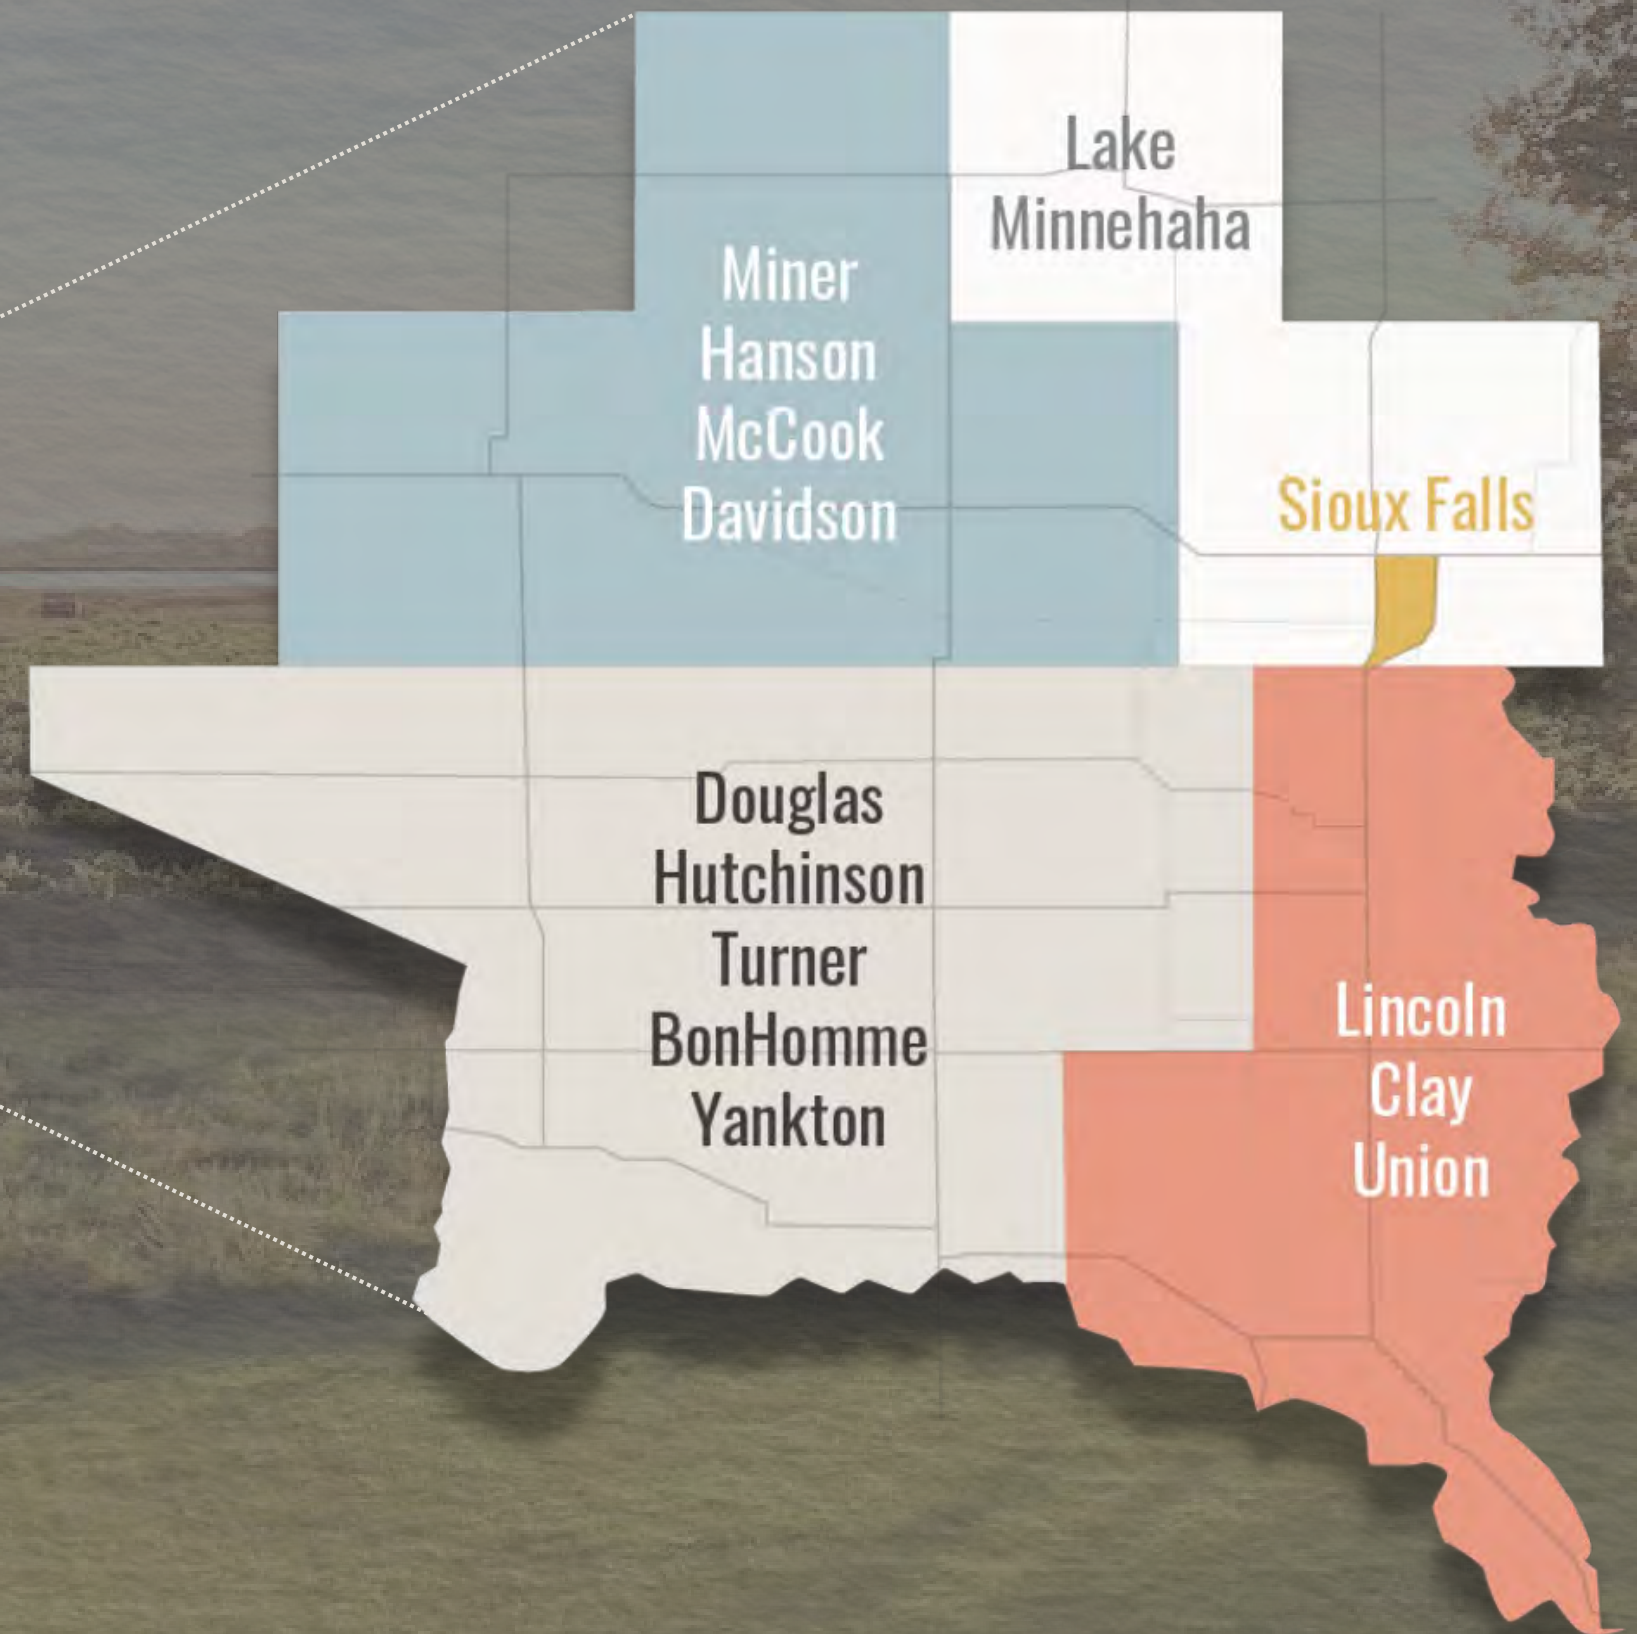 Lake
Minnehaha
Miner
Hanson
McCook
Davidson
Sioux Falls
Douglas
Hutchinson
Turner
BonHomme
Yankton
Lincoln
Clay
Union